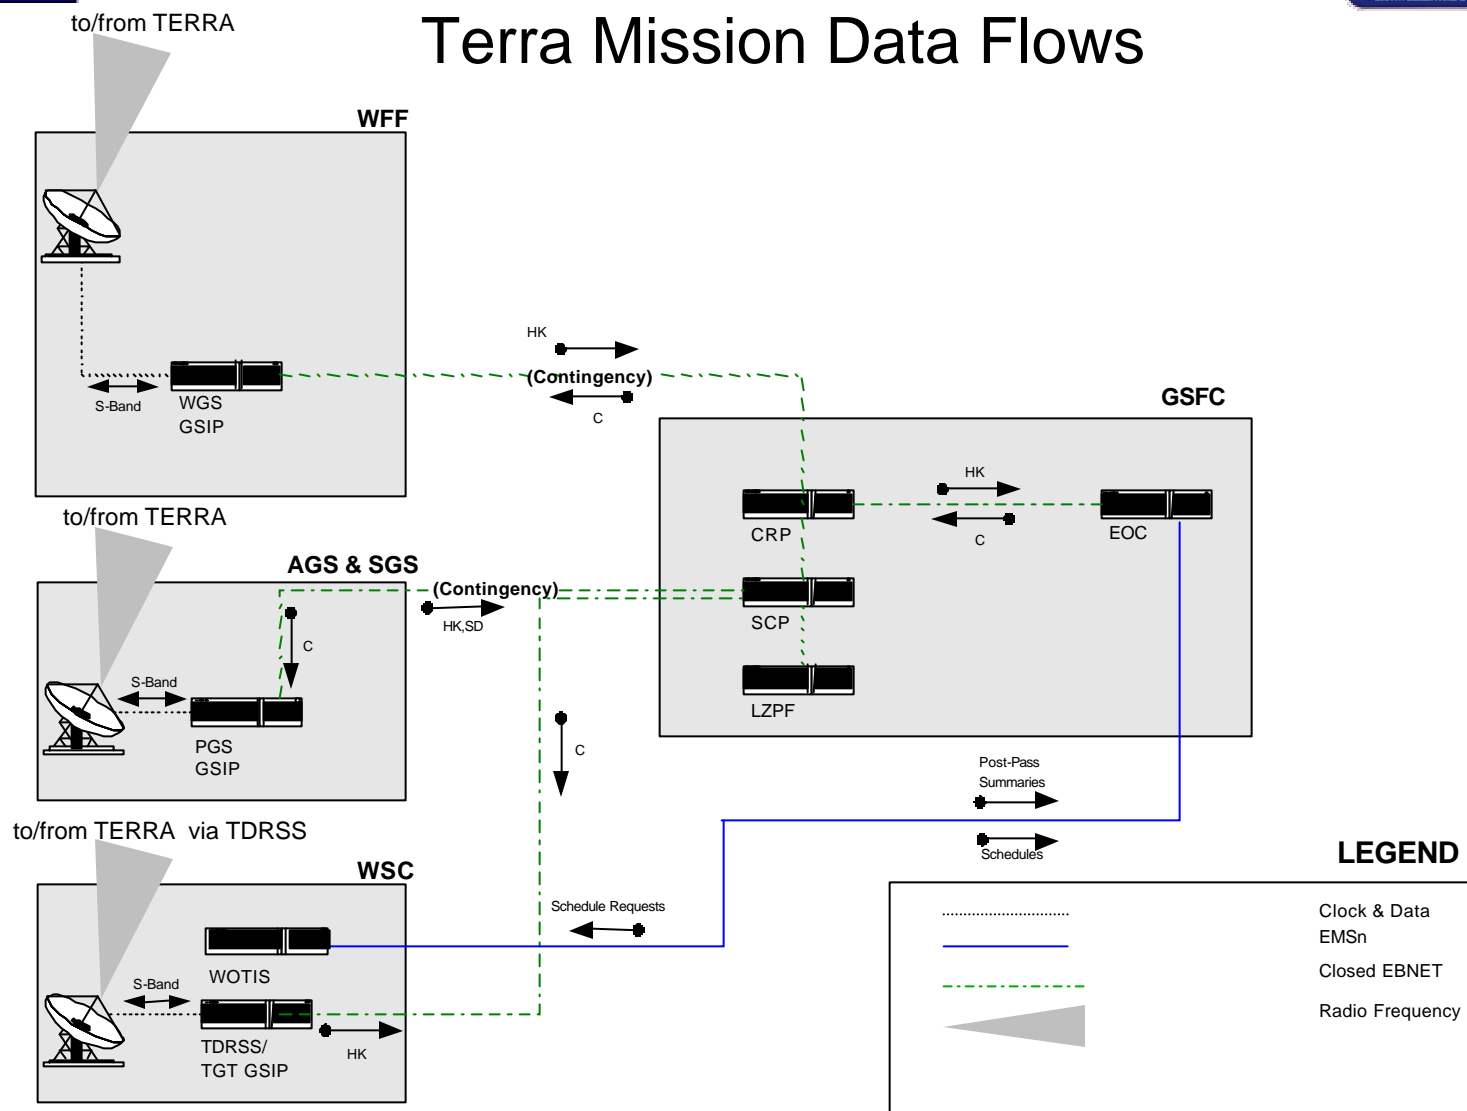 to/from TERRA
Terra Mission Data Flows
WFF
S-Band
WGS
GSIP
HK
(Contingency)
C
GSFC
HK
C
CRP
EOC
SCP
LZPF
to/from TERRA
AGS & SGS
(Contingency)
HK,SD
C
S-Band
PGS
GSIP
C
Post-Pass
Summaries
Schedules
to/from TERRA via TDRSS
WSC
Schedule Requests
WOTIS
S-Band
TDRSS/
TGT GSIP
HK
LEGEND
Clock & Data
EMSn
Closed EBNET
Radio Frequency